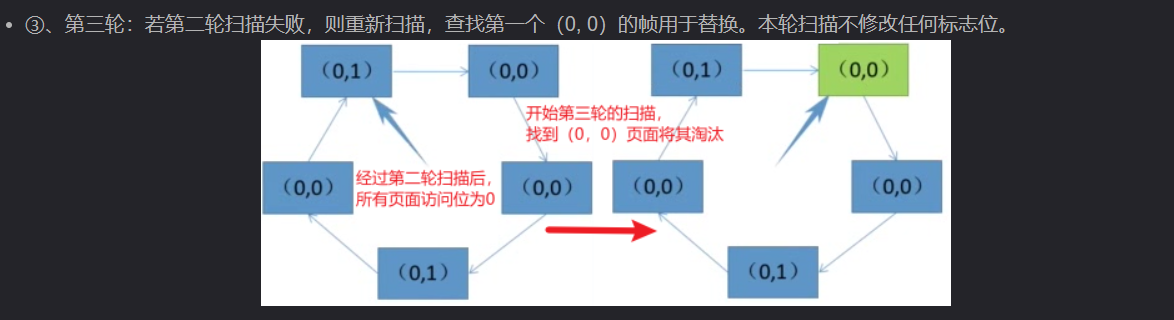 ③、第三轮：若第二轮扫描失败，则重新扫描，查找第一个（0, 0）的帧用于替换。本轮扫描不修改任何标志位。
（0,1）
（0,0）
（0,0）
（0,1）
（0,0）
经过第二轮扫描后，
所有页面访问位为0
开始第三轮的扫描，
找到（0，0）页面将其淘汰
（0,1）
（0,0）
（0,0）
（0,1）
（0,0）